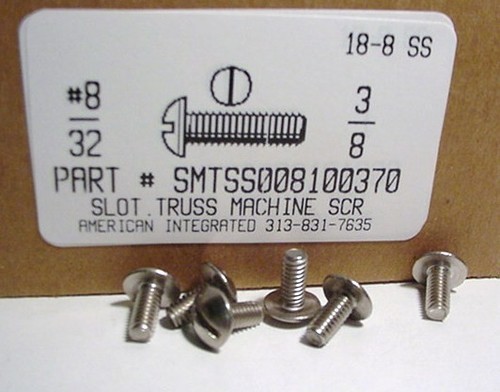 18-8 SS
#8 3
32 8
PART # SMTSS008100370
SLOT.TRUSS MACHINE SCR
AMERICAN INTEGRATED 313-831-7635